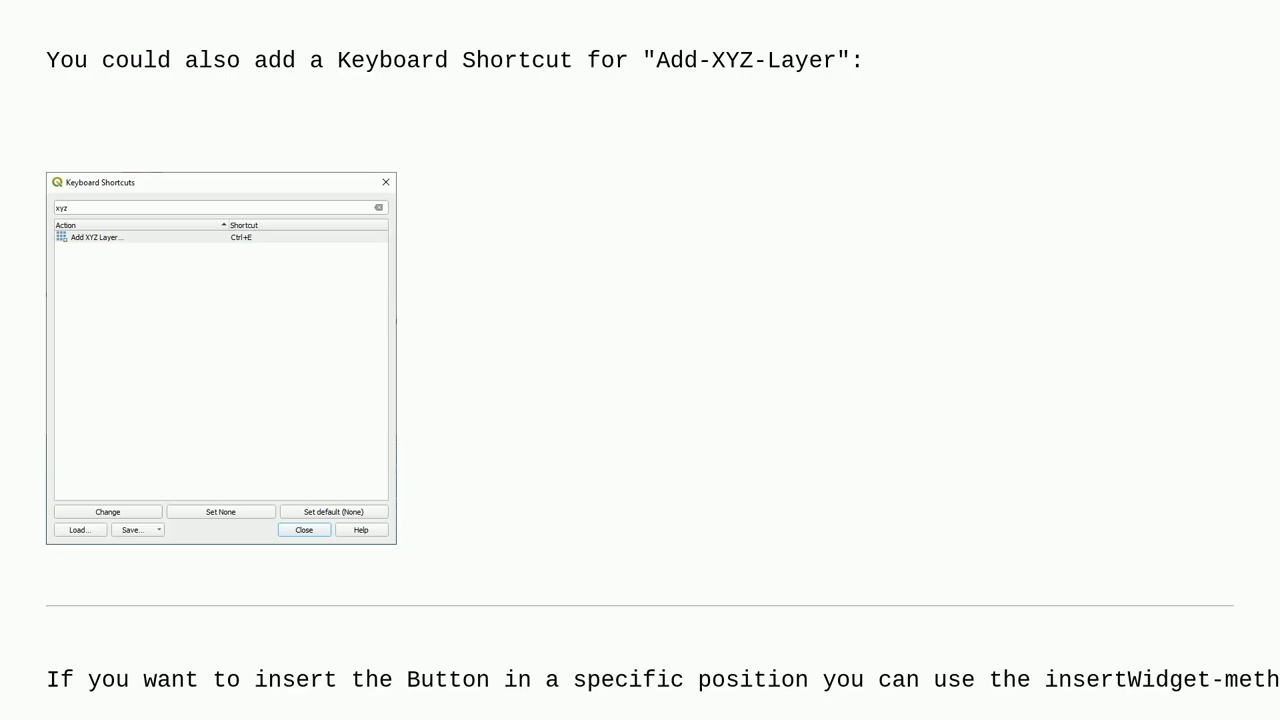 You could also add a Keyboard Shortcut for "Add-XYZ-Layer":
Keyboard Shortcuts
xyz
Action Shortcut
Add XYZ Layer... Ctrl+E
Change Set None Set default (None)
Load... Save... Close Help
If you want to insert the Button in a specific position you can use the insertWidget-meth